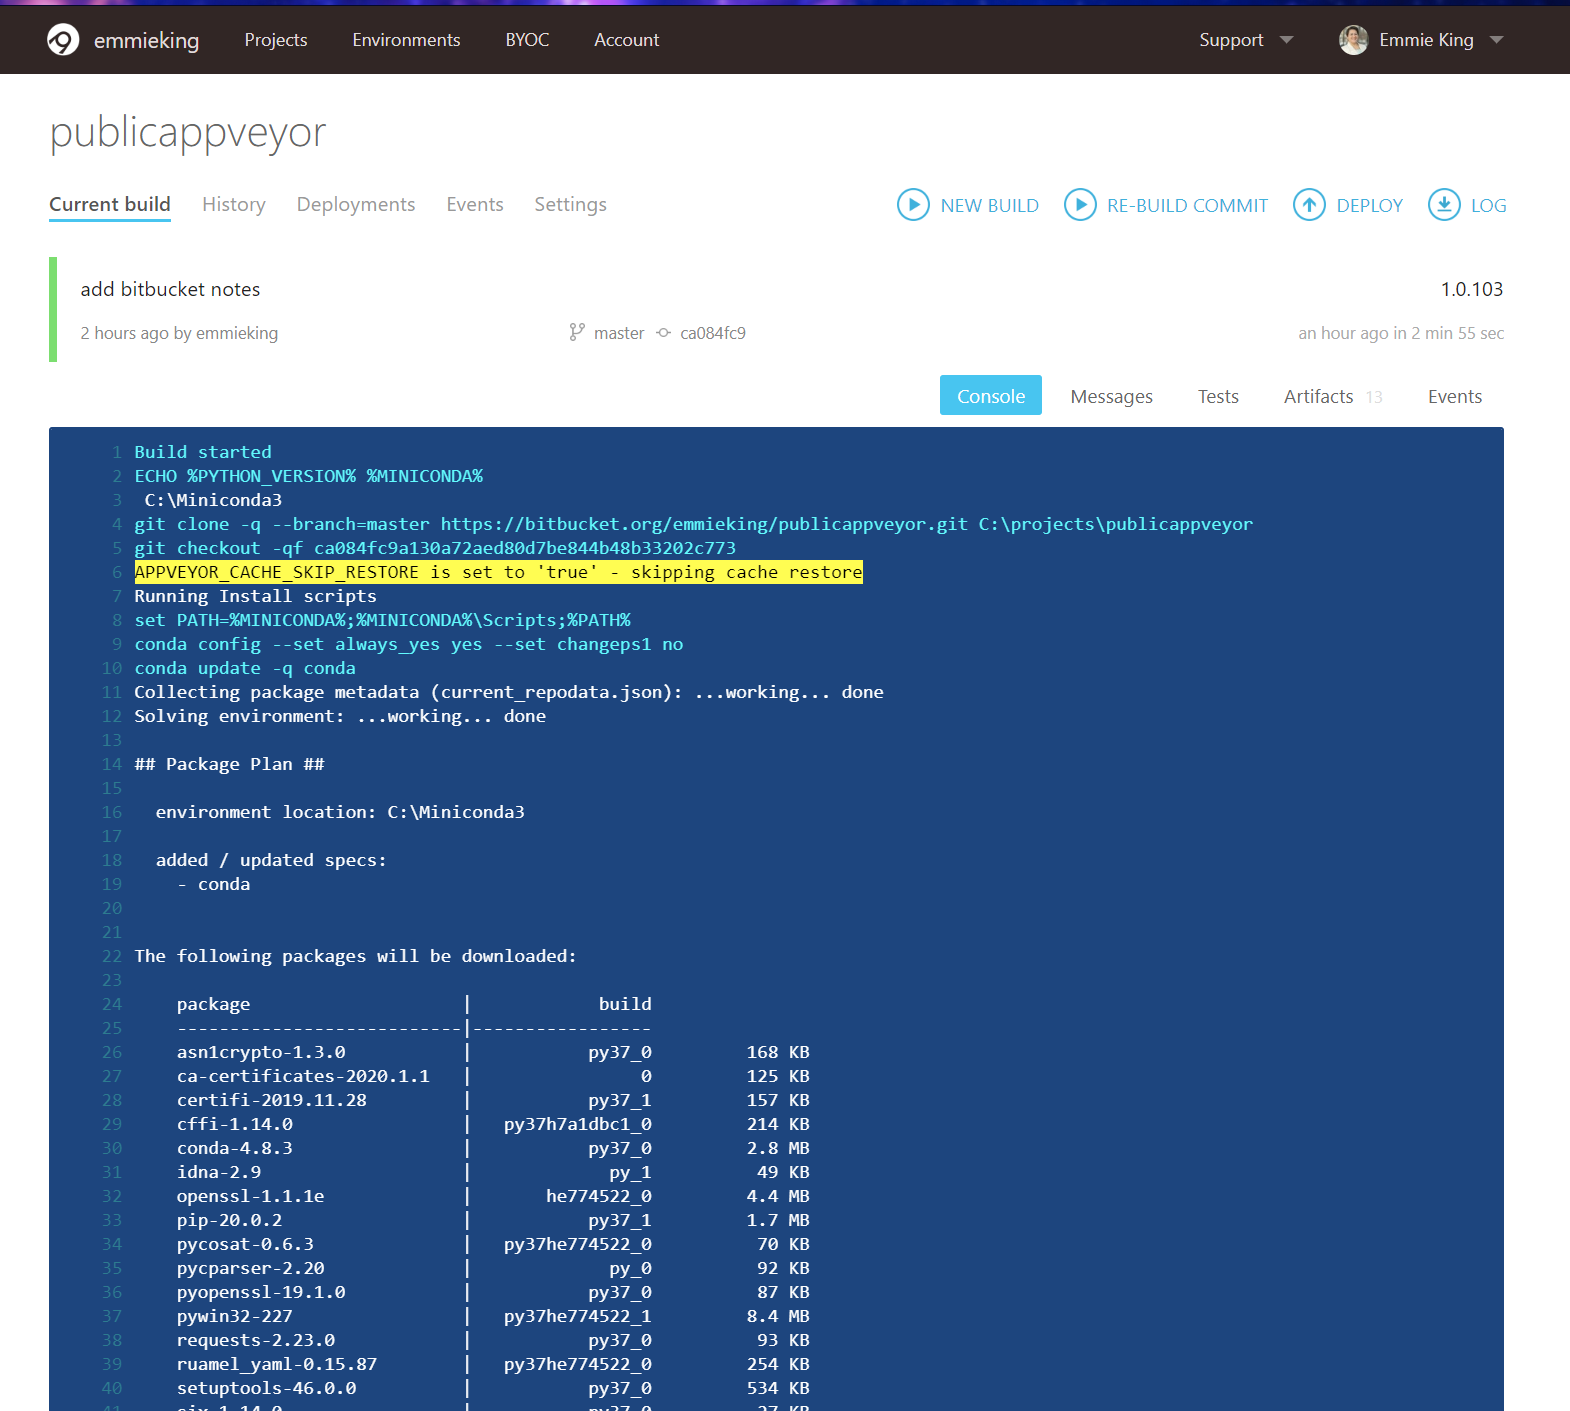 emmieking Projects Environments BYOC Account Support Emmie King
publicappveyor
Current build History Deployments Events Settings NEW BUILD RE-BUILD COMMIT DEPLOY LOG
add bitbucket notes 1.0.103
2 hours ago by emmieking master ca084fc9 an hour ago in 2 min 55 sec
Console Messages Tests Artifacts 13 Events
1 Build started
2 ECHO %PYTHON_VERSION% %MINICONDA%
3 C:\Miniconda3
4 git clone -q --branch=master https://bitbucket.org/emmieking/publicappveyor.git C:\projects\publicappveyor
5 git checkout -qf ca084fc9a130a72aed80d7be844b48b33202c773
6 APPVEYOR_CACHE_SKIP_RESTORE is set to 'true' - skipping cache restore
7 Running Install scripts
8 set PATH=%MINICONDA%;%MINICONDA%\Scripts;%PATH%
9 conda config --set always_yes yes --set changeps1 no
10 conda update -q conda
11 Collecting package metadata (current_repodata.json): ...working... done
12 Solving environment: ...working... done
13
14 ## Package Plan ##
15
16 environment location: C:\Miniconda3
17
18 added / updated specs:
19 - conda
20
21
22 The following packages will be downloaded:
23
24 package | build
25 ---------------------------|-----------------
26 asn1crypto-1.3.0 | py37_0 168 KB
27 ca-certificates-2020.1.1 | 0 125 KB
28 certifi-2019.11.28 | py37_1 157 KB
29 cffi-1.14.0 | py37h7a1dbc1_0 214 KB
30 conda-4.8.3 | py37_0 2.8 MB
31 idna-2.9 | py_1 49 KB
32 openssl-1.1.1e | he774522_0 4.4 MB
33 pip-20.0.2 | py37_1 1.7 MB
34 pycosat-0.6.3 | py37he774522_0 70 KB
35 pycparser-2.20 | py_0 92 KB
36 pyopenssl-19.1.0 | py37_0 87 KB
37 pywin32-227 | py37he774522_1 8.4 MB
38 requests-2.23.0 | py37_0 93 KB
39 ruamel_yaml-0.15.87 | py37he774522_0 254 KB
40 setuptools-46.0.0 | py37_0 534 KB
41 six-1.14.0 | py37_0 27 KB